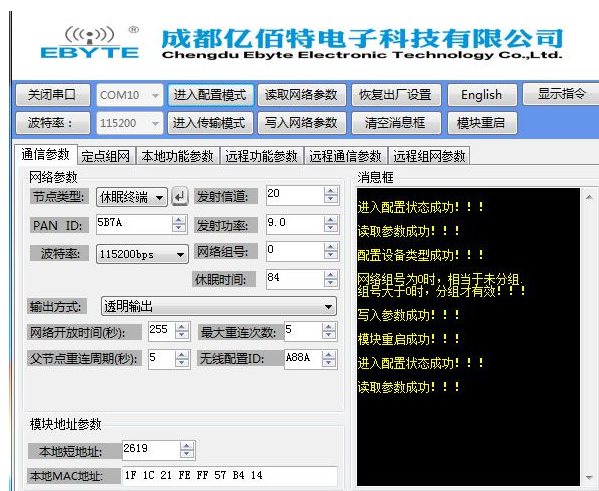 ((( ))) ®
EBYTE 成都亿佰特电子科技有限公司
Chengdu Ebyte Electronic Technology Co.,Ltd.
关闭串口 COM10 进入配置模式 读取网络参数 恢复出厂设置 English 显示指令
波特率： 115200 进入传输模式 写入网络参数 清空消息框 模块重启
通信参数 定点组网 本地功能参数 远程功能参数 远程通信参数 远程组网参数
网络参数 消息框
节点类型: 休眠终端 发射信道: 20
PAN ID: 5B7A 发射功率: 9.0
波特率: 115200bps 网络组号: 0
休眠时间: 84
输出方式: 透明输出
网络开放时间(秒): 255 最大重连次数: 5
父节点重连周期(秒): 5 无线配置ID: A88A
模块地址参数
本地短地址: 2619
本地MAC地址: 1F 1C 21 FE FF 57 B4 14
进入配置状态成功！！！
读取参数成功！！！
配置设备类型成功！！！
网络组号为0时，相当于未分组.
组号大于0时，分组才有效！！！
写入参数成功！！！
模块重启成功！！！
进入配置状态成功！！！
读取参数成功！！！